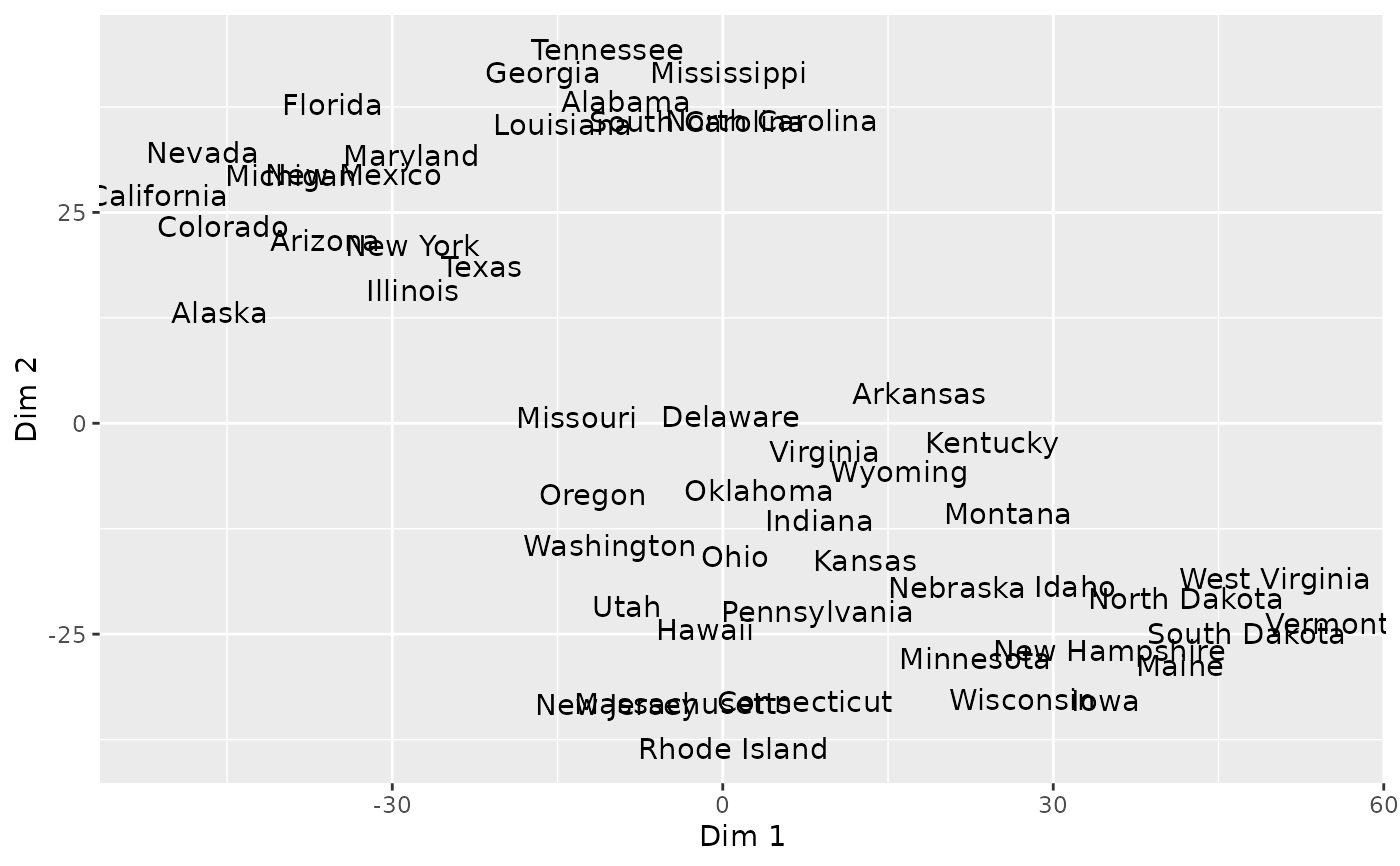 Tennessee
Georgia Mississippi
Florida Alabama
Louisiana South Carolina North Carolina
Nevada Maryland
Michigan New Mexico
California
25
Colorado
Arizona New York
Texas
Illinois
Alaska
Dim 2
Arkansas
0 Missouri Delaware
Kentucky
Virginia
Wyoming
Oregon Oklahoma
Indiana Montana
Washington
Ohio Kansas
West Virginia
Nebraska Idaho
North Dakota
Utah Pennsylvania
Vermont
-25 Hawaii South Dakota
New Hampshire
Minnesota Maine
New Jersey Massachusetts Connecticut Wisconsin Iowa
Rhode Island
-30 0 30 60
Dim 1